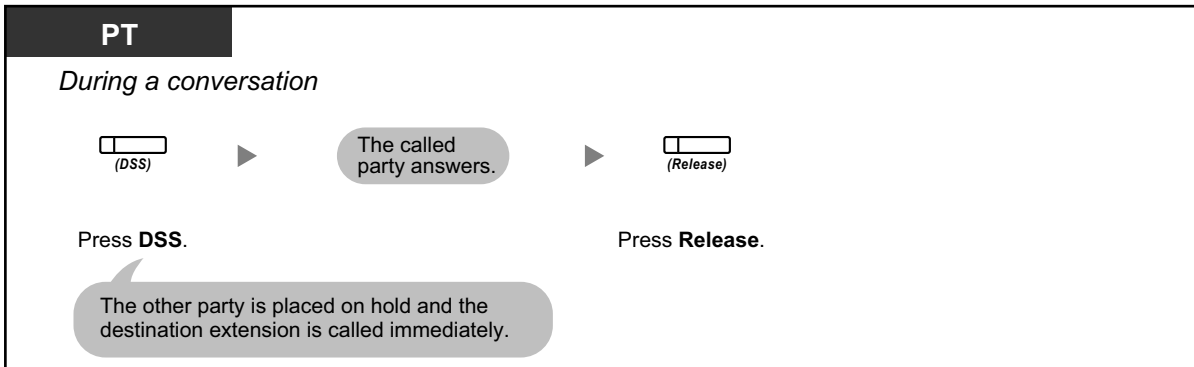 PT
During a conversation
(DSS)
The called
party answers.
(Release)
Press DSS.
Press Release.
The other party is placed on hold and the
destination extension is called immediately.